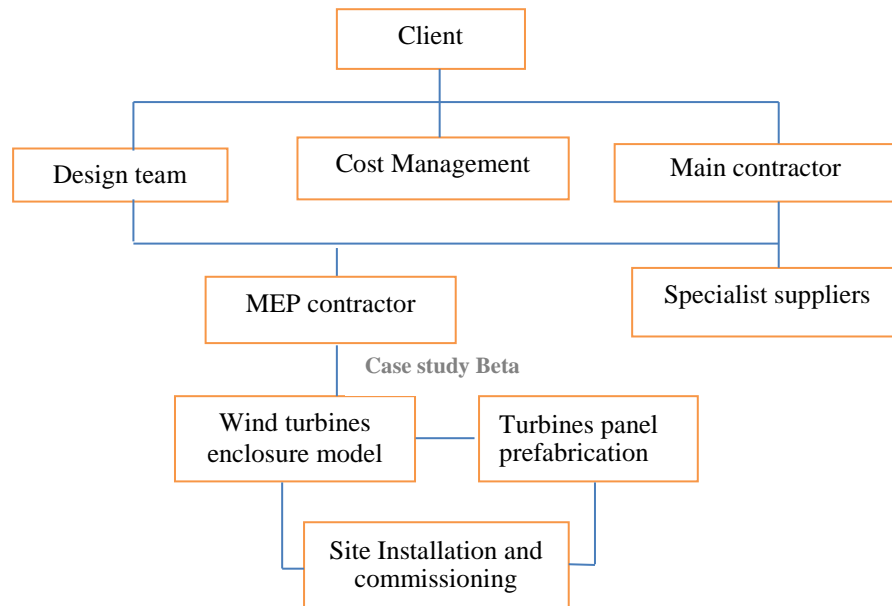 Client
Design team
Cost Management
Main contractor
MEP contractor
Specialist suppliers
Case study Beta
Wind turbines
enclosure model
Turbines panel
prefabrication
Site Installation and
commissioning